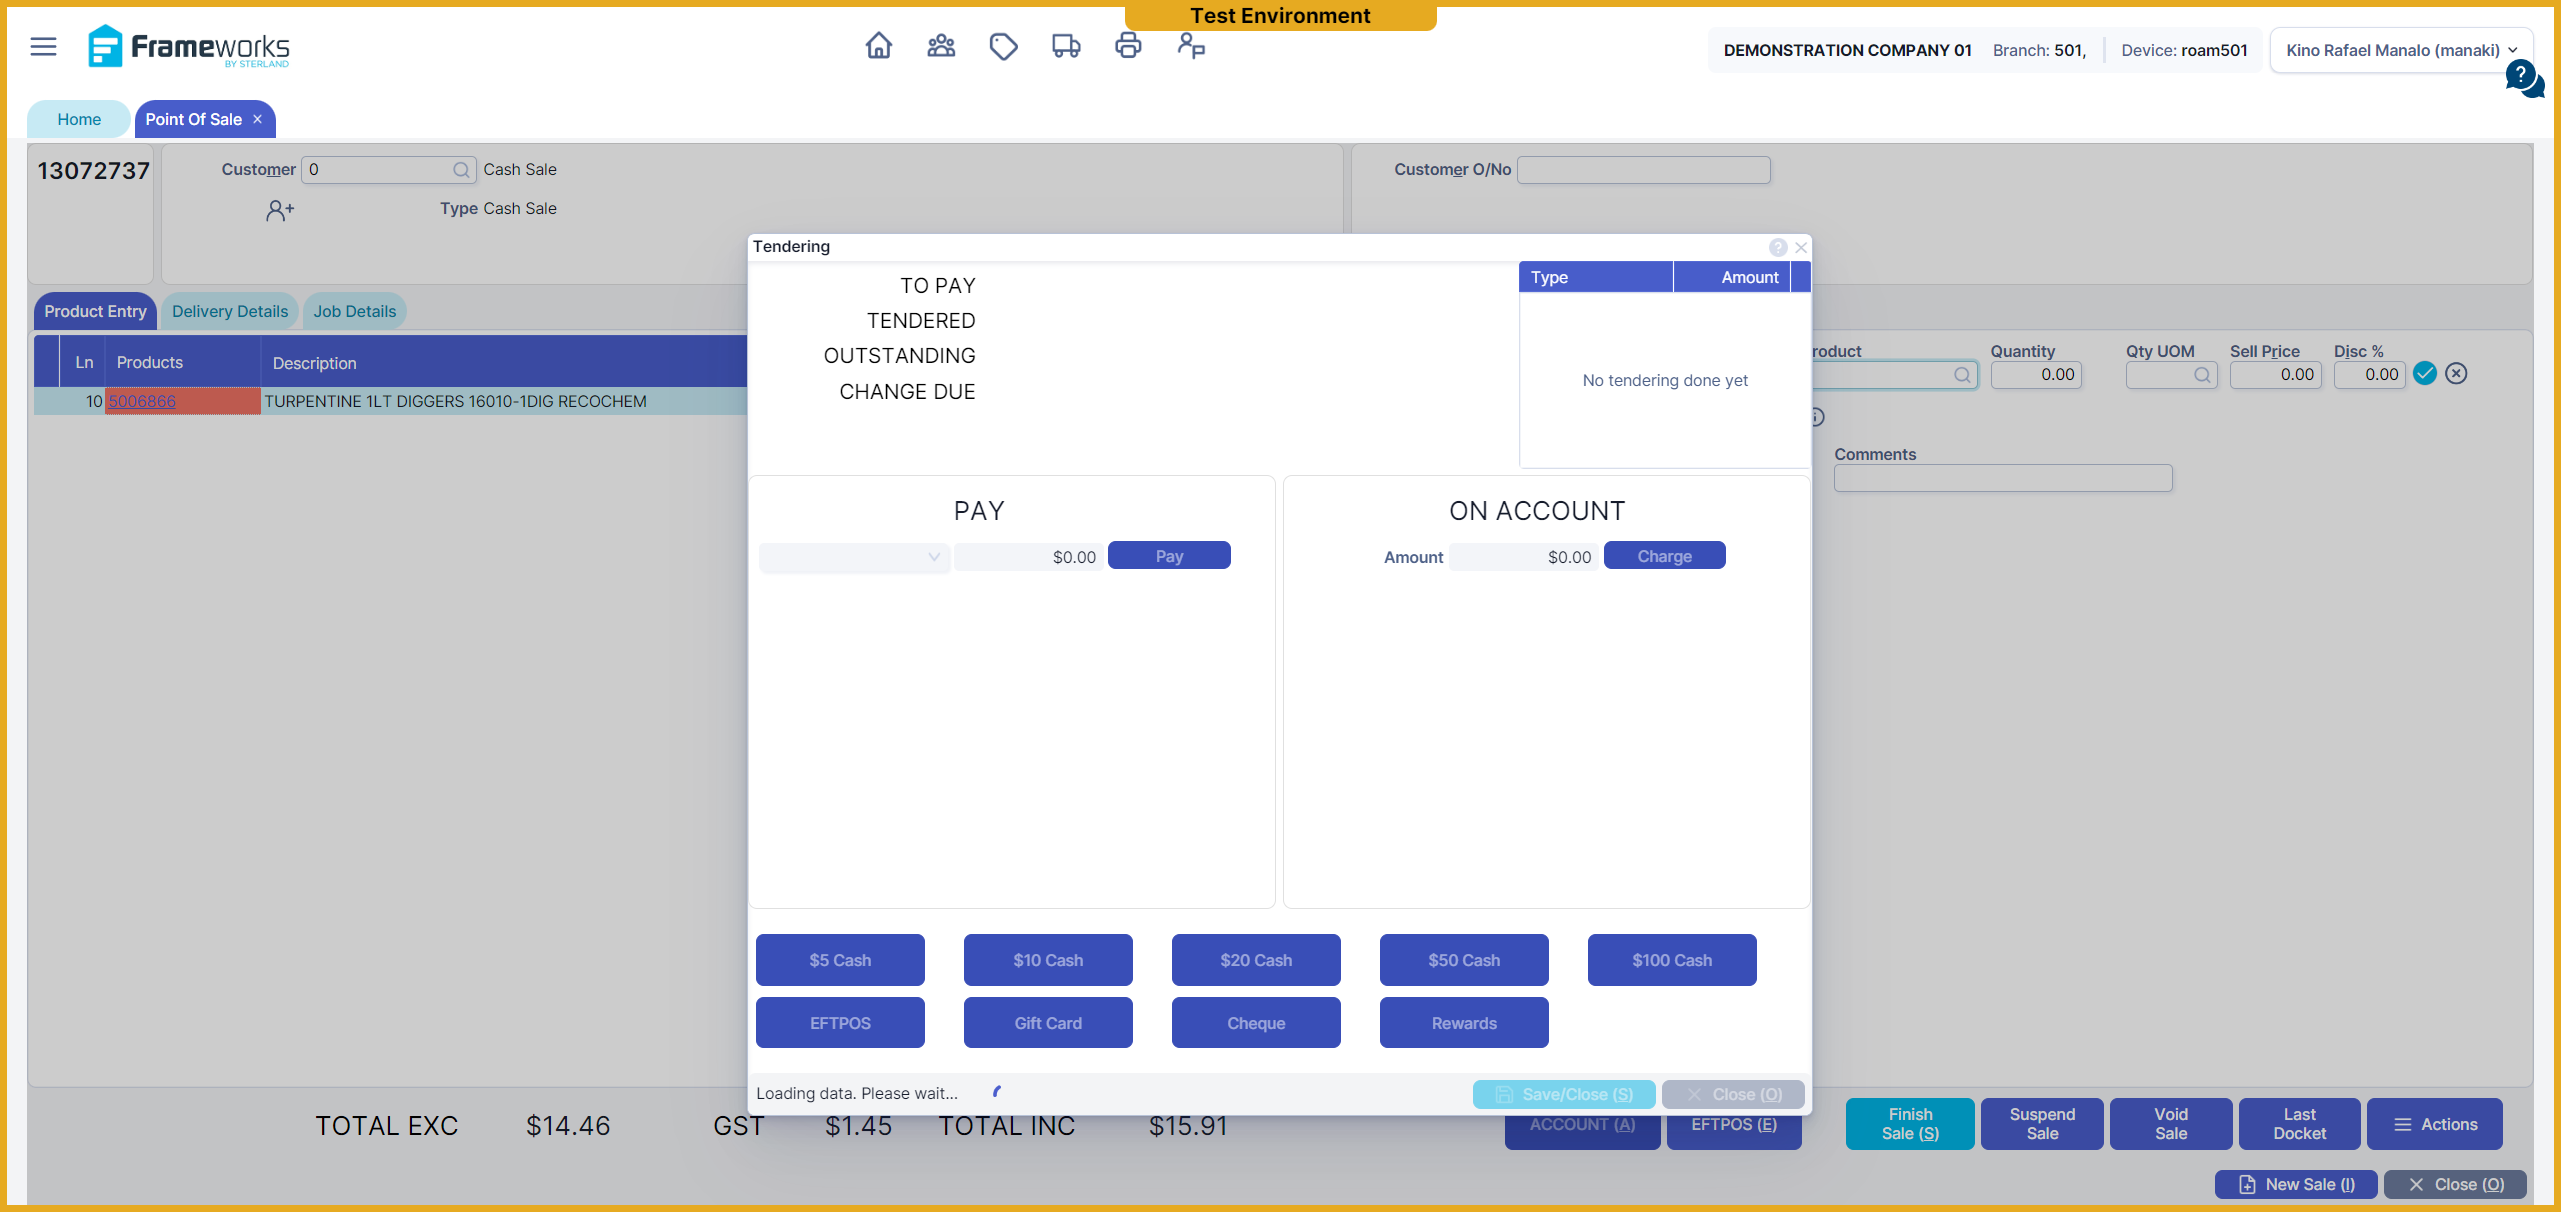 Test Environment
Frameworks
BY STERLAND
DEMONSTRATION COMPANY 01 Branch: 501, Device: roam501
Kino Rafael Manalo (manaki)
?
Home
Point Of Sale ×
13072737
Customer 0 Cash Sale
Type Cash Sale
Customer O/No
Tendering
?
TO PAY
TENDERED
OUTSTANDING
CHANGE DUE
Type Amount
No tendering done yet
Product Entry
Delivery Details
Job Details
Ln Products Description
10 5006866 TURPENTINE 1LT DIGGERS 16010-1DIG RECOCHEM
roduct Quantity Qty UOM Sell Price Disc %
0.00 0.00 0.00
Comments
PAY
$0.00 Pay
ON ACCOUNT
Amount $0.00 Charge
$5 Cash $10 Cash $20 Cash $50 Cash $100 Cash
EFTPOS Gift Card Cheque Rewards
Loading data. Please wait...
Save/Close (S) Close (O)
TOTAL EXC $14.46 GST $1.45 TOTAL INC $15.91
ACCOUNT (A) EFTPOS (E)
Finish Sale (S)
Suspend Sale
Void Sale
Last Docket
Actions
New Sale (I) Close (O)